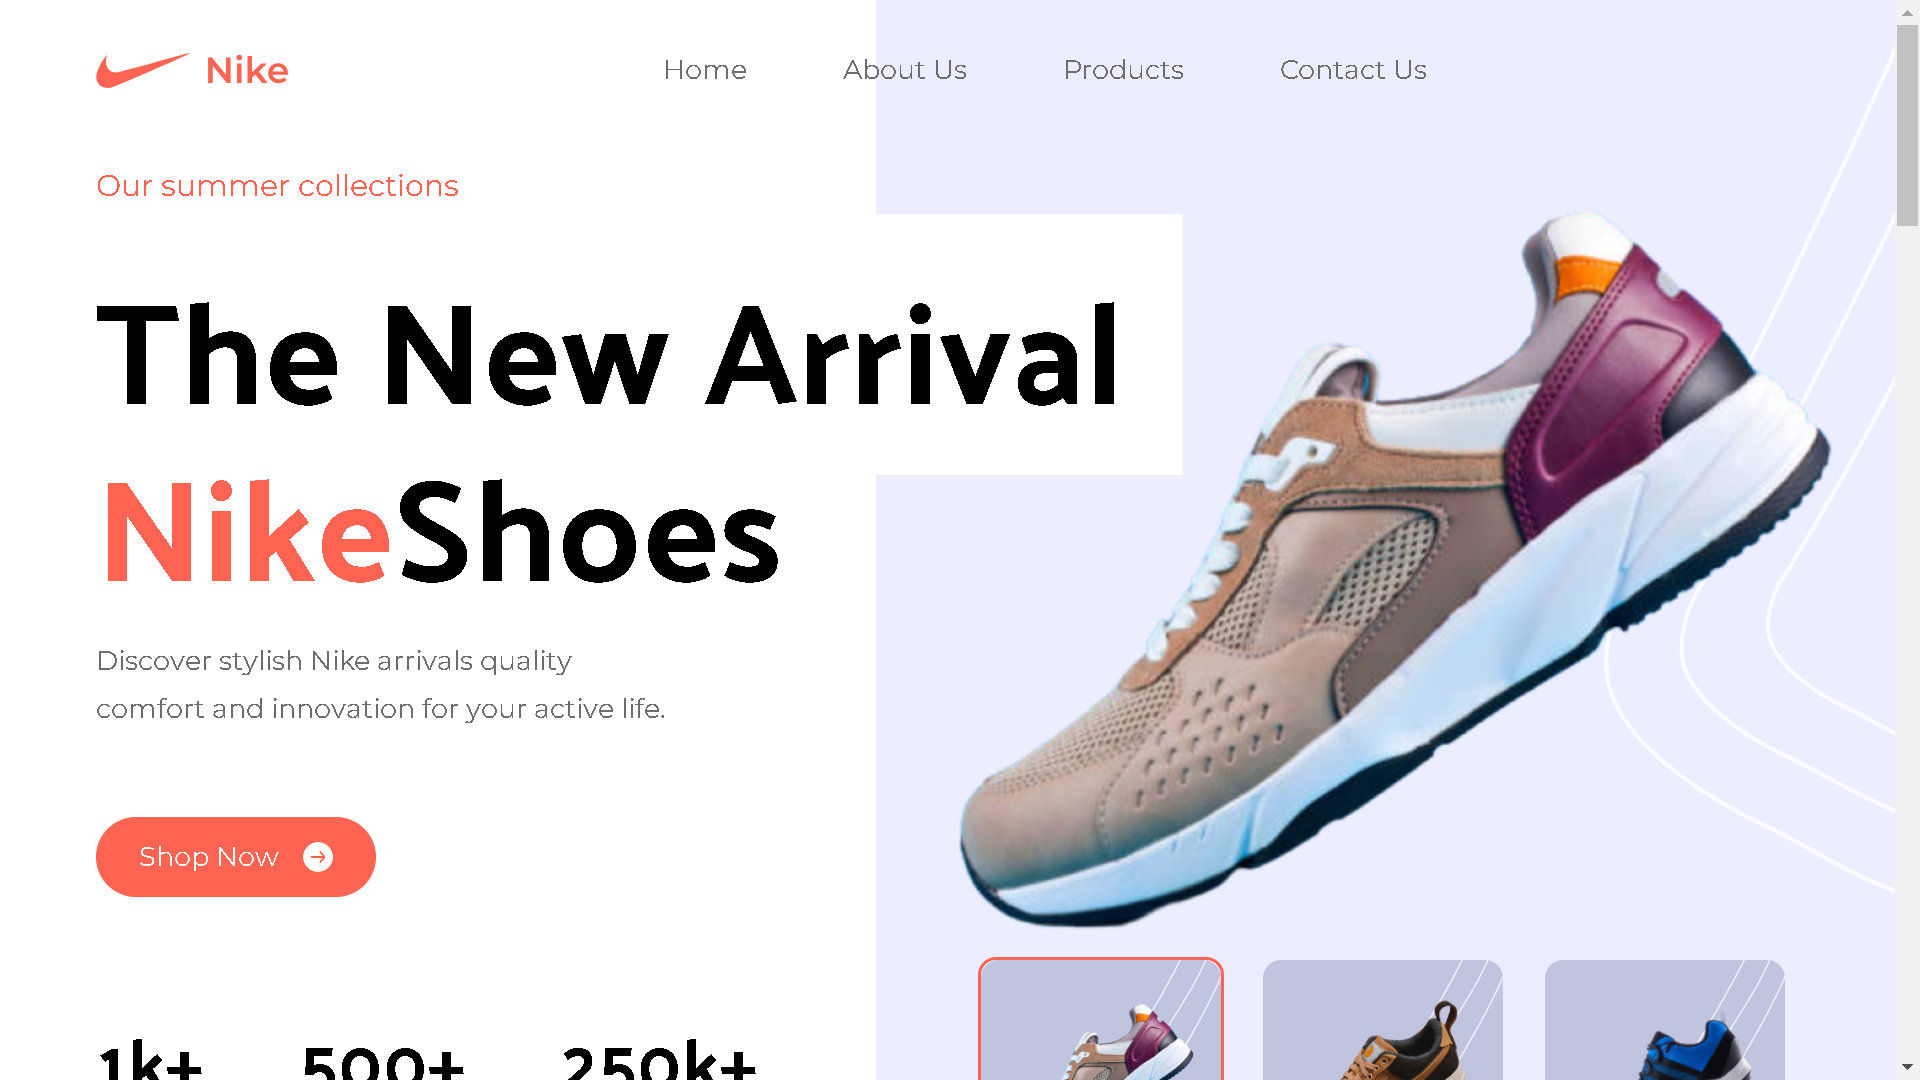 Nike
Home About Us Products Contact Us
Our summer collections
The New Arrival
NikeShoes
Discover stylish Nike arrivals quality
comfort and innovation for your active life.
Shop Now
1k+ 500+ 250k+